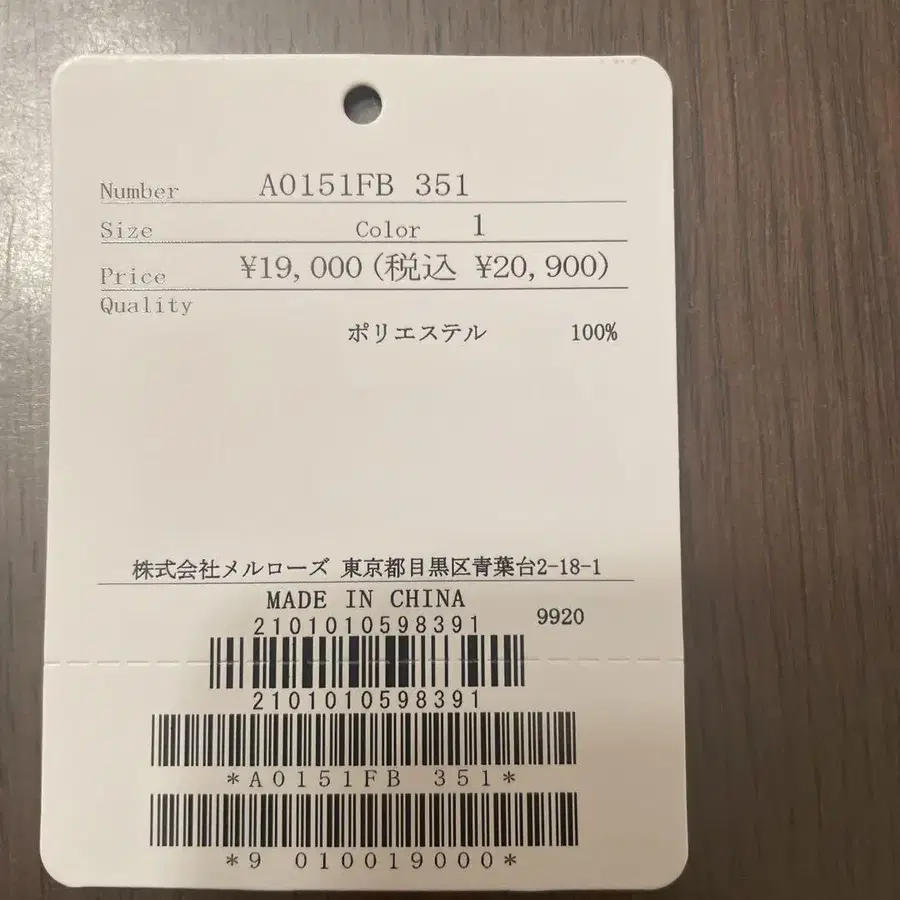 Number A0151FB 351
Size Color 1
Price ¥19,000(税込 ¥20,900)
Quality
ポリエステル 100%
株式会社メルローズ 東京都目黒区青葉台2-18-1
MADE IN CHINA
2101010598391 9920
2101010598391
*A0151FB 351*
*9 010019000*